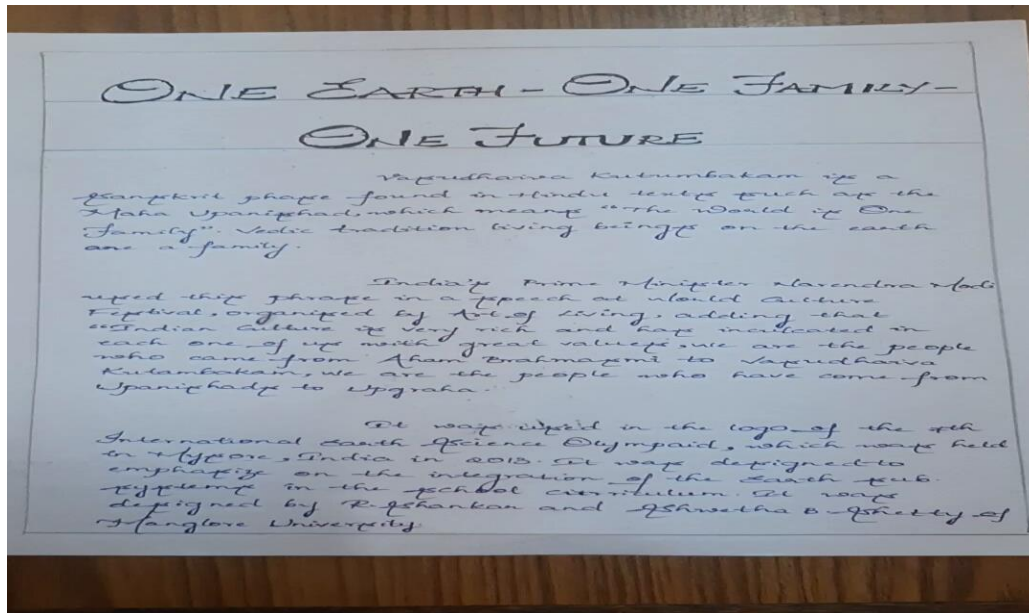 ONE EARTH - ONE FAMILY -
ONE FUTURE
Vasudhaiva Kutumbakam is a
Sanskrit phase found in Hindu texts such as the
Maha Upanishad, which means "The World is One
Family". Vedic tradition living beings on the earth
are a family.
India's Prime Minister Narendra Modi
used this phrase in a speech at World Culture
Festival, organised by Art of Living, adding that
"Indian Culture is very rich and has inculcated in
each one of us with great values, we are the people
who came from Aham Brahmasmi to Vasudhaiva
Kutambakam, we are the people who have come from
Upanishads to Upgraha.
It was used in the logo of the 7th
International Earth Science Olympaid, which was held
in Mysore, India in 2013. It was designed to
emphasize on the integration of the Earth sub.
systems in the school curriculum. It was
designed by R. Shankar and Shwetha B Shetty of
Manglore University.